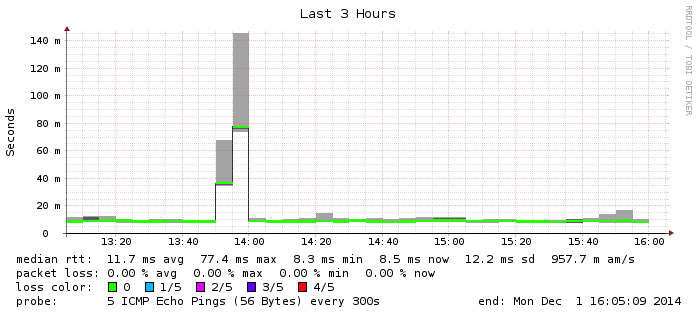 Last 3 Hours
RRDTOOL / TOBI OETIKER
Seconds
140 m
120 m
100 m
80 m
60 m
40 m
20 m
0
13:20 13:40 14:00 14:20 14:40 15:00 15:20 15:40 16:00
median rtt: 11.7 ms avg 77.4 ms max 8.3 ms min 8.5 ms now 12.2 ms sd 957.7 m am/s
packet loss: 0.00 % avg 0.00 % max 0.00 % min 0.00 % now
loss color: 0 1/5 2/5 3/5 4/5
probe: 5 ICMP Echo Pings (56 Bytes) every 300s end: Mon Dec 1 16:05:09 2014